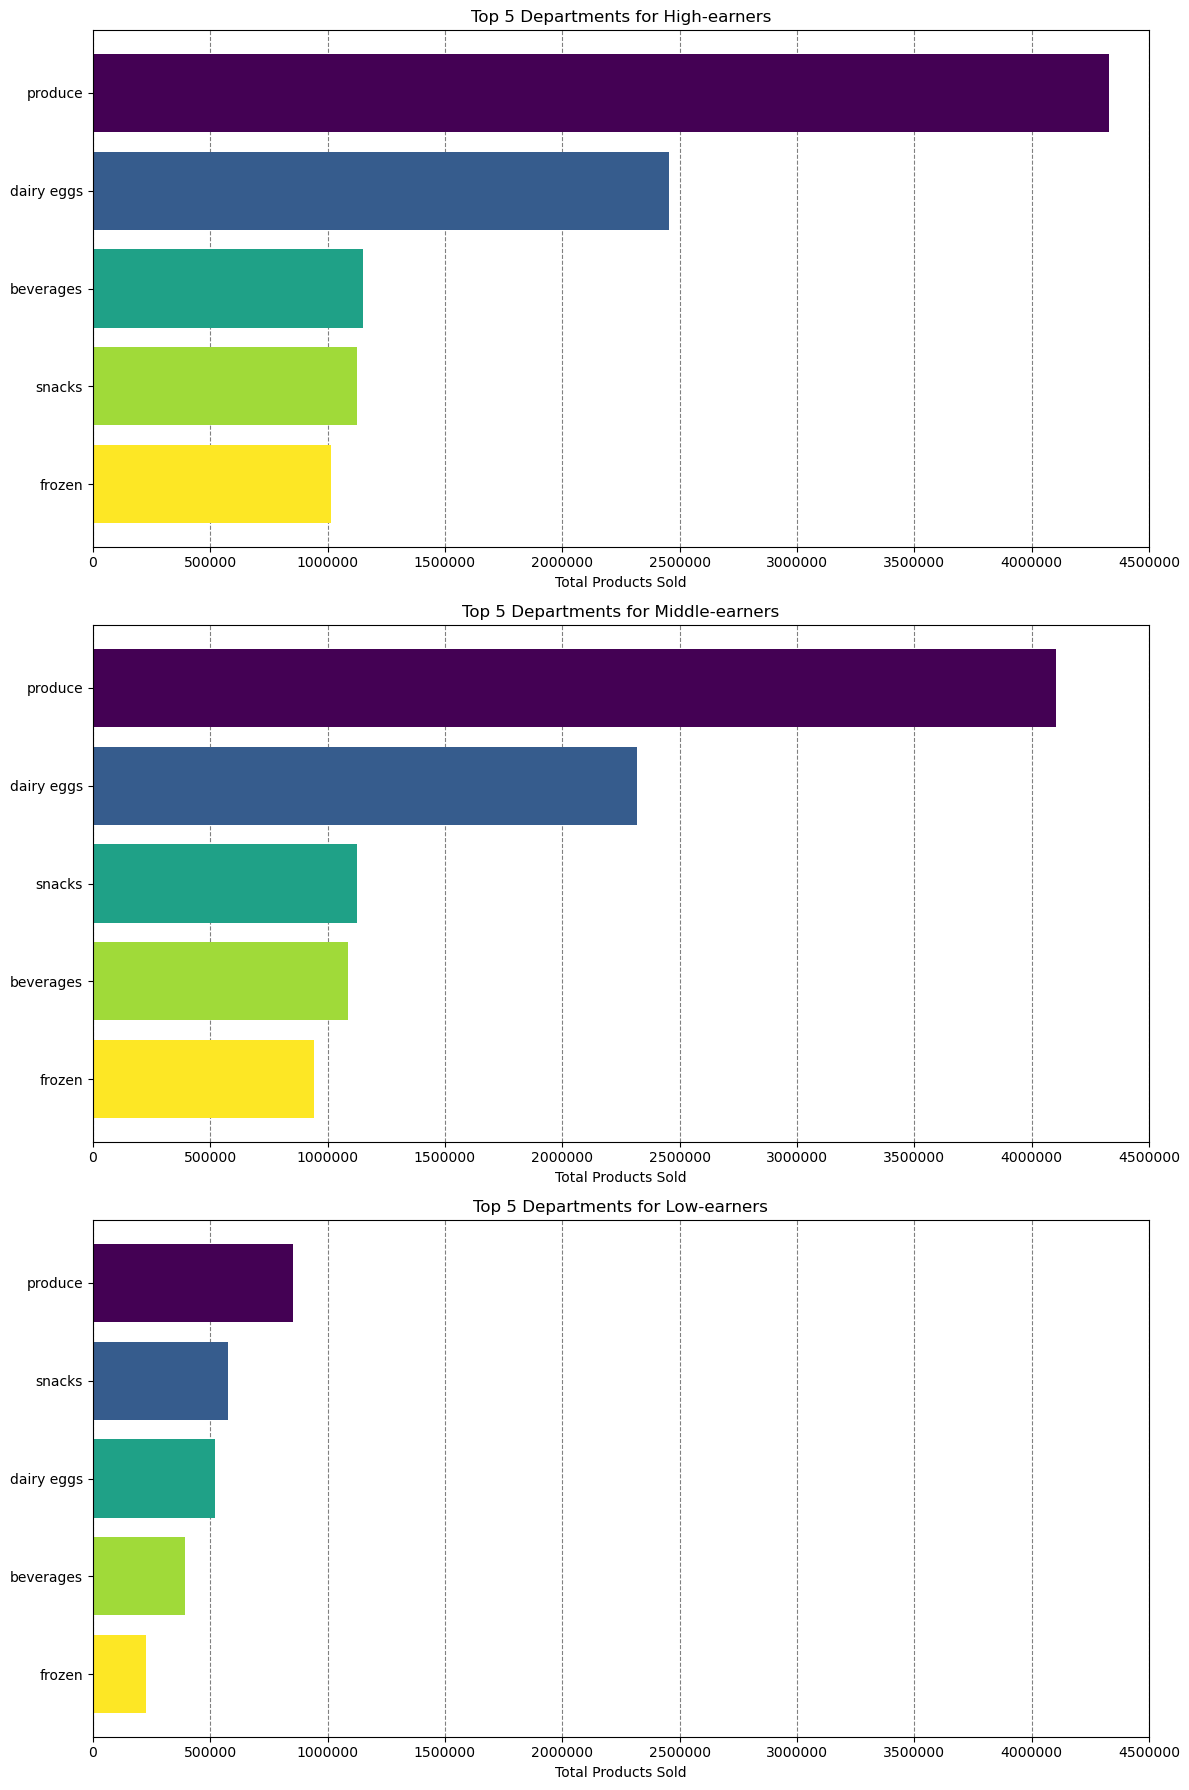 Top 5 Departments for High-earners
produce
dairy eggs
beverages
snacks
frozen
0 500000 1000000 1500000 2000000 2500000 3000000 3500000 4000000 4500000
Total Products Sold
Top 5 Departments for Middle-earners
produce
dairy eggs
snacks
beverages
frozen
0 500000 1000000 1500000 2000000 2500000 3000000 3500000 4000000 4500000
Total Products Sold
Top 5 Departments for Low-earners
produce
snacks
dairy eggs
beverages
frozen
0 500000 1000000 1500000 2000000 2500000 3000000 3500000 4000000 4500000
Total Products Sold